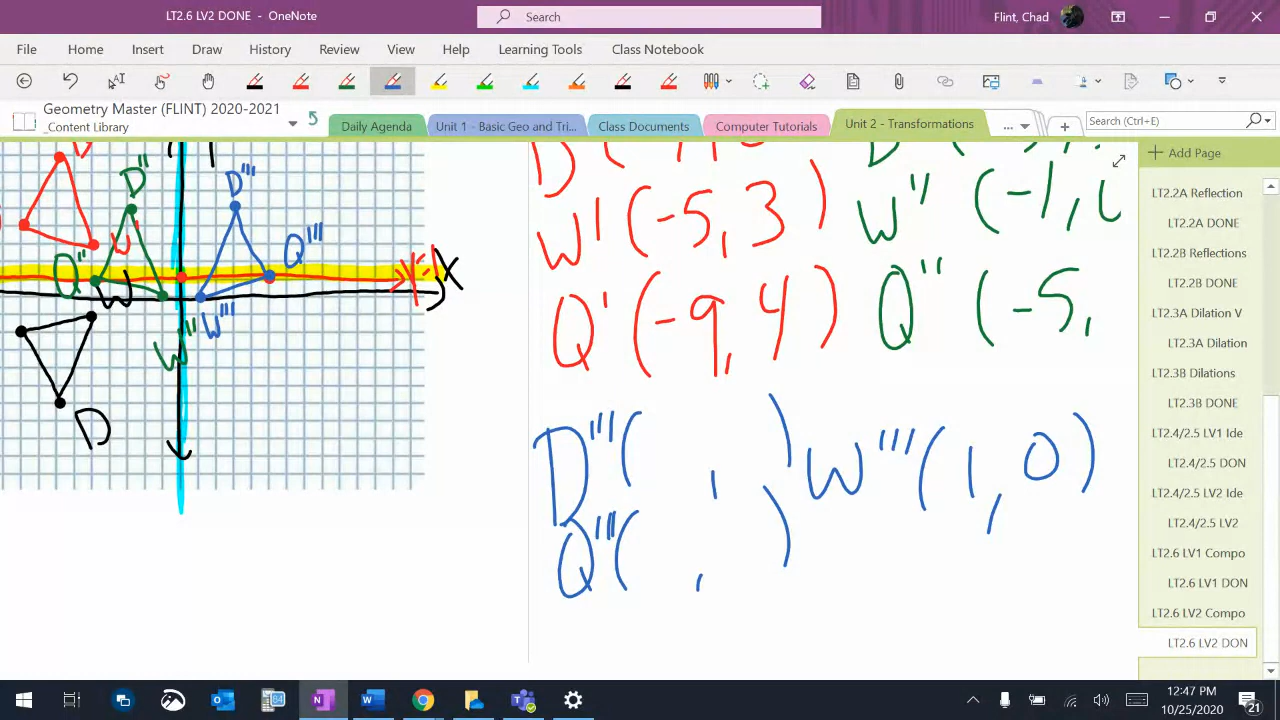 LT2.6 LV2 DONE - OneNote
Search
Flint, Chad
File Home Insert Draw History Review View Help Learning Tools Class Notebook
Geometry Master (FLINT) 2020-2021
_Content Library
Daily Agenda
Unit 1 - Basic Geo and Tri...
Class Documents
Computer Tutorials
Unit 2 - Transformations
...
Search (Ctrl+E)
Add Page
LT2.2A Reflection
LT2.2A DONE
LT2.2B Reflections
LT2.2B DONE
LT2.3A Dilation V
LT2.3A Dilation
LT2.3B Dilations
LT2.3B DONE
LT2.4/2.5 LV1 Ide
LT2.4/2.5 DON
LT2.4/2.5 LV2 Ide
LT2.4/2.5 LV2
LT2.6 LV1 Compo
LT2.6 LV1 DON
LT2.6 LV2 Compo
LT2.6 LV2 DON
D''
D'''
W'
Q''
Q'''
W
X
W'''
W''
D
W'(-5,3)
W''(-1,
Q'(-9,4)
Q''(-5,
D'''( , )
W'''(1,0)
Q'''( , )
12:47 PM
10/25/2020
21